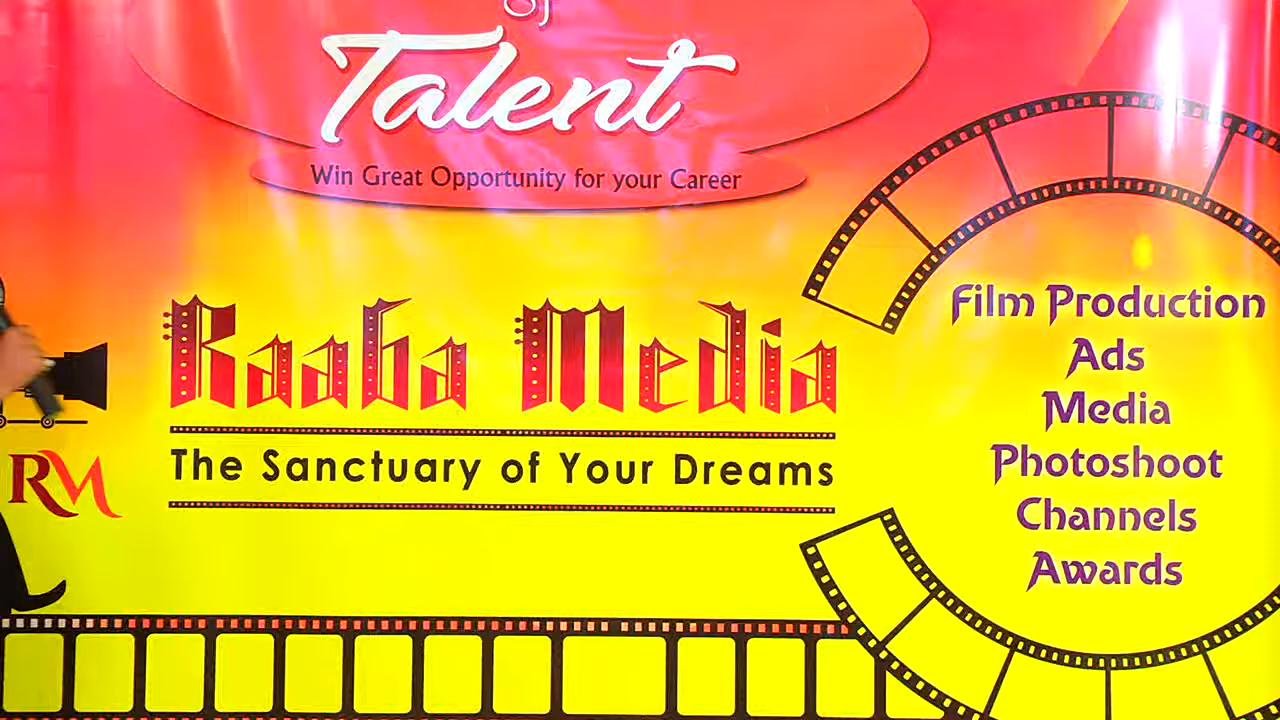 of
Talent
Win Great Opportunity for your Career
Raaba Media
The Sanctuary of Your Dreams
RM
Film Production
Ads
Media
Photoshoot
Channels
Awards